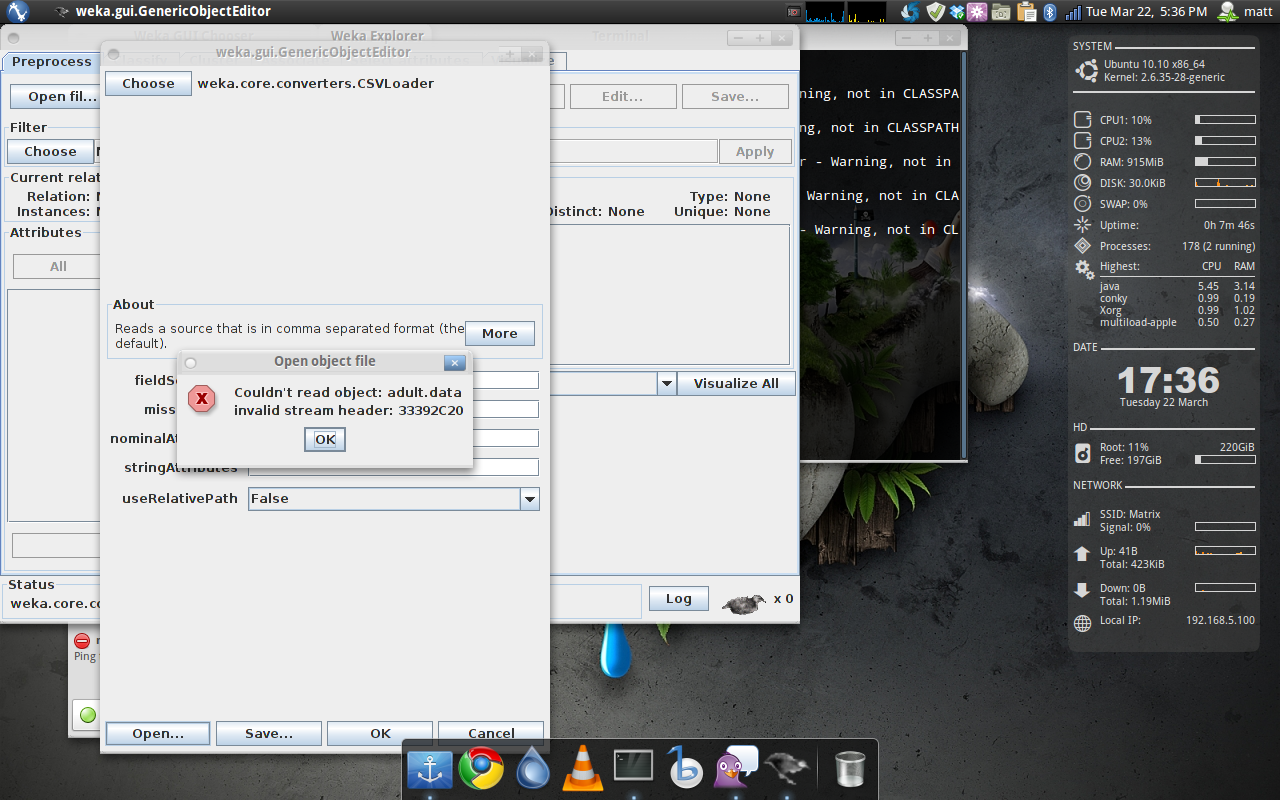 weka.gui.GenericObjectEditor
Tue Mar 22, 5:36 PM
matt
Weka GUI Chooser
Weka Explorer
Terminal
weka.gui.GenericObjectEditor
Preprocess
Choose
weka.core.converters.CSVLoader
Open fil...
Edit...
Save...
Filter
Choose
Apply
Current relat
Relation:
Instances:
Distinct: None
Type: None
Unique: None
Attributes
All
ning, not in CLASSPA
ng, not in CLASSPATH
r - Warning, not in
Warning, not in CLA
- Warning, not in CL
About
Reads a source that is in comma separated format (the
default).
More
Open object file
Couldn't read object: adult.data
invalid stream header: 33392C20
OK
fieldSe
miss
nominalAt
stringAttributes
useRelativePath
False
Visualize All
Status
weka.core.co
Log
x 0
Ping
Open...
Save...
OK
Cancel
SYSTEM
Ubuntu 10.10 x86_64
Kernel: 2.6.35-28-generic
CPU1: 10%
CPU2: 13%
RAM: 915MiB
DISK: 30.0KiB
SWAP: 0%
Uptime: 0h 7m 46s
Processes: 178 (2 running)
Highest: CPU RAM
java 5.45 3.14
conky 0.99 0.19
Xorg 0.99 1.02
multiload-apple 0.50 0.27
DATE
17:36
Tuesday 22 March
HD
Root: 11% 220GiB
Free: 197GiB
NETWORK
SSID: Matrix
Signal: 0%
Up: 41B
Total: 423KiB
Down: 0B
Total: 1.19MiB
Local IP: 192.168.5.100